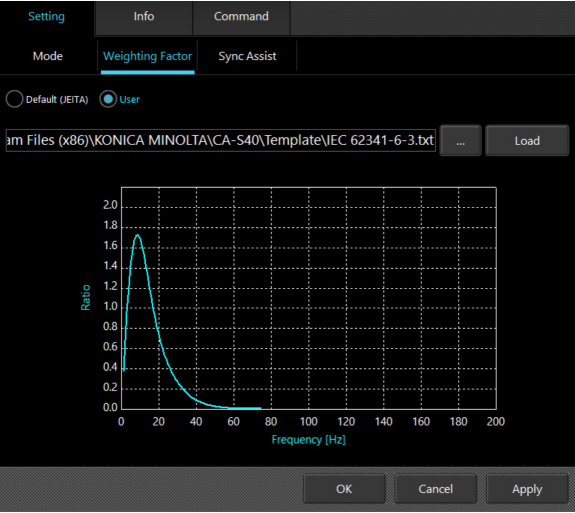 Setting Info Command
Mode Weighting Factor Sync Assist
Default (JEITA) User
am Files (x86)\KONICA MINOLTA\CA-S40\Template\IEC 62341-6-3.txt ... Load
2.0
1.8
1.6
1.4
1.2
1.0
0.8
0.6
0.4
0.2
0.0
Ratio
0 20 40 60 80 100 120 140 160 180 200
Frequency [Hz]
OK Cancel Apply